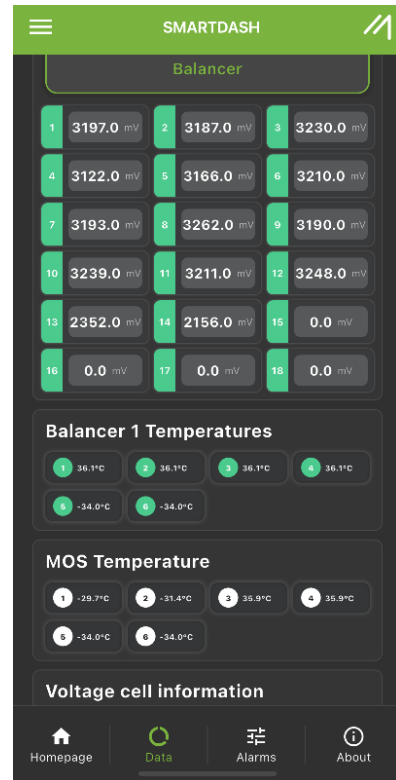 SMARTDASH
Balancer
1 3197.0 mV 2 3187.0 mV 3 3230.0 mV
4 3122.0 mV 5 3166.0 mV 6 3210.0 mV
7 3193.0 mV 8 3262.0 mV 9 3190.0 mV
10 3239.0 mV 11 3211.0 mV 12 3248.0 mV
13 2352.0 mV 14 2156.0 mV 15 0.0 mV
16 0.0 mV 17 0.0 mV 18 0.0 mV
Balancer 1 Temperatures
1 36.1°C 2 36.1°C 3 36.1°C 4 36.1°C
5 -34.0°C 6 -34.0°C
MOS Temperature
1 -29.7°C 2 -31.4°C 3 35.9°C 4 35.9°C
5 -34.0°C 6 -34.0°C
Voltage cell information
Homepage Data Alarms About